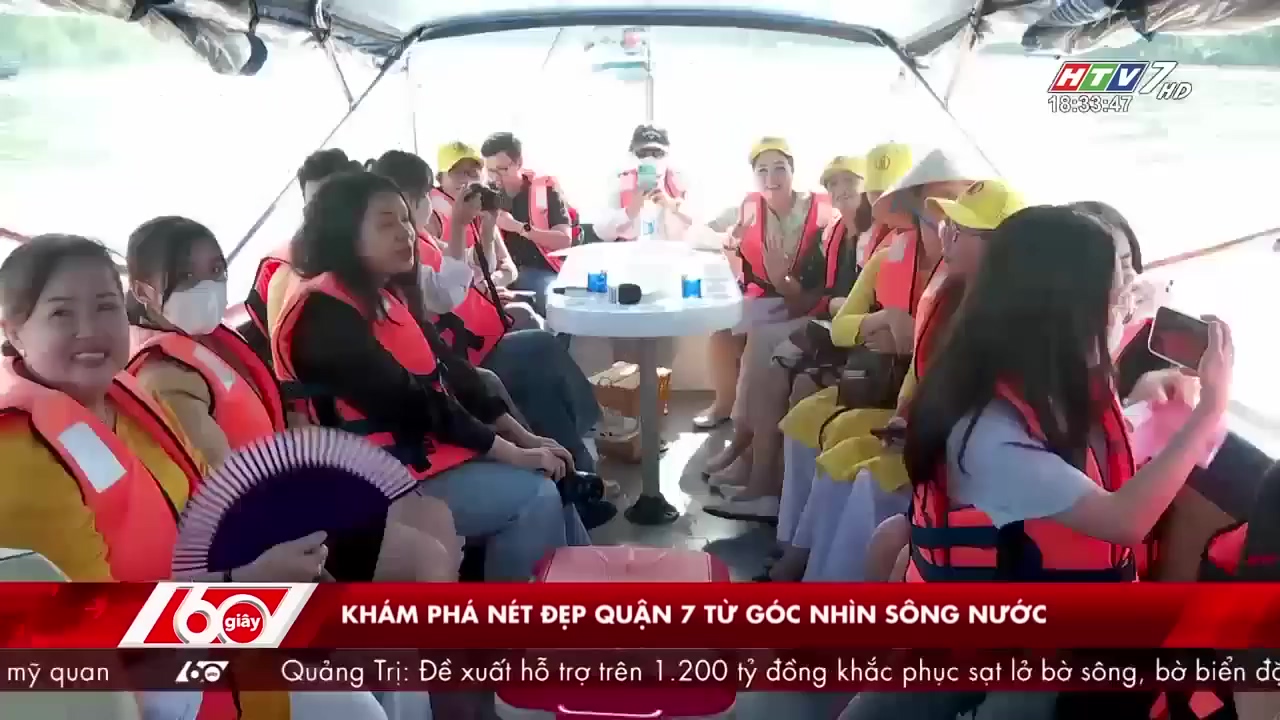 HTV7 HD
18:33:47
60 giây
KHÁM PHÁ NÉT ĐẸP QUẬN 7 TỪ GÓC NHÌN SÔNG NƯỚC
mỹ quan 60 giây Quảng Trị: Đề xuất hỗ trợ trên 1.200 tỷ đồng khắc phục sạt lở bờ sông, bờ biển độ